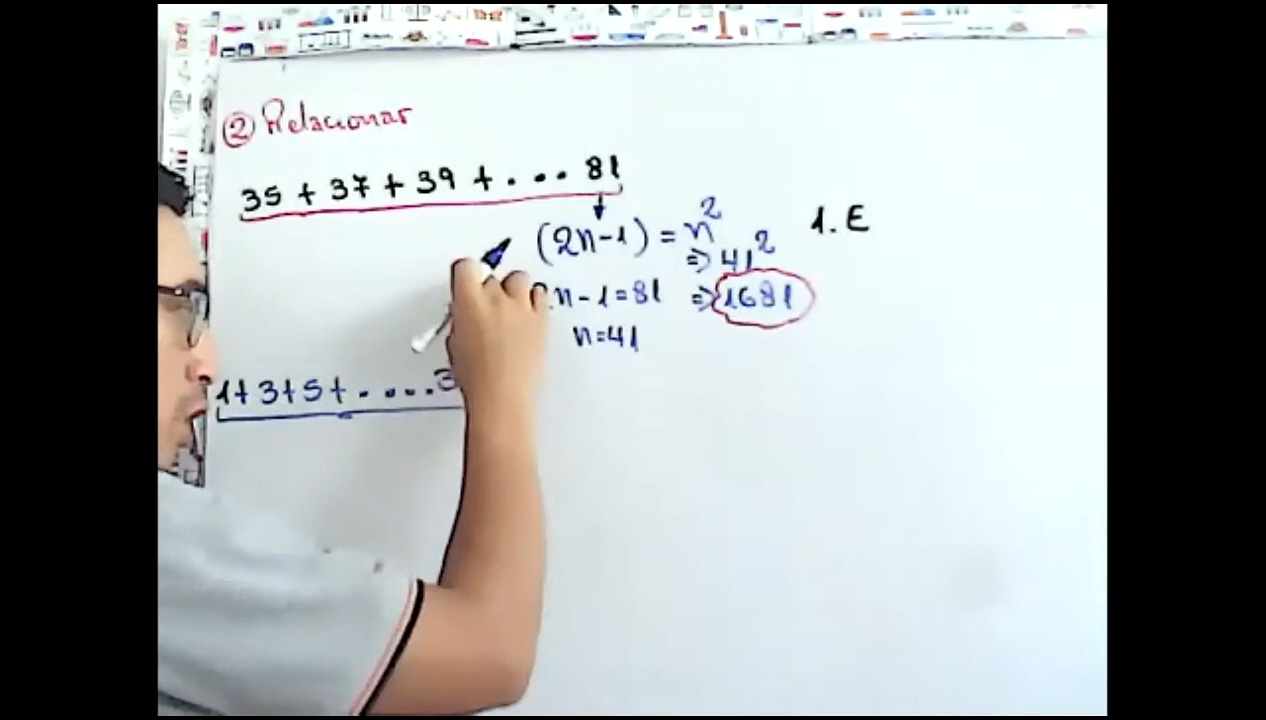 ② Relacionar
35 + 37 + 39 + . ... 81
(2n-1) = n² 1. E
=> 41²
2n - 1 = 81 => 1681
n=41
1+3+5+ . ... 3